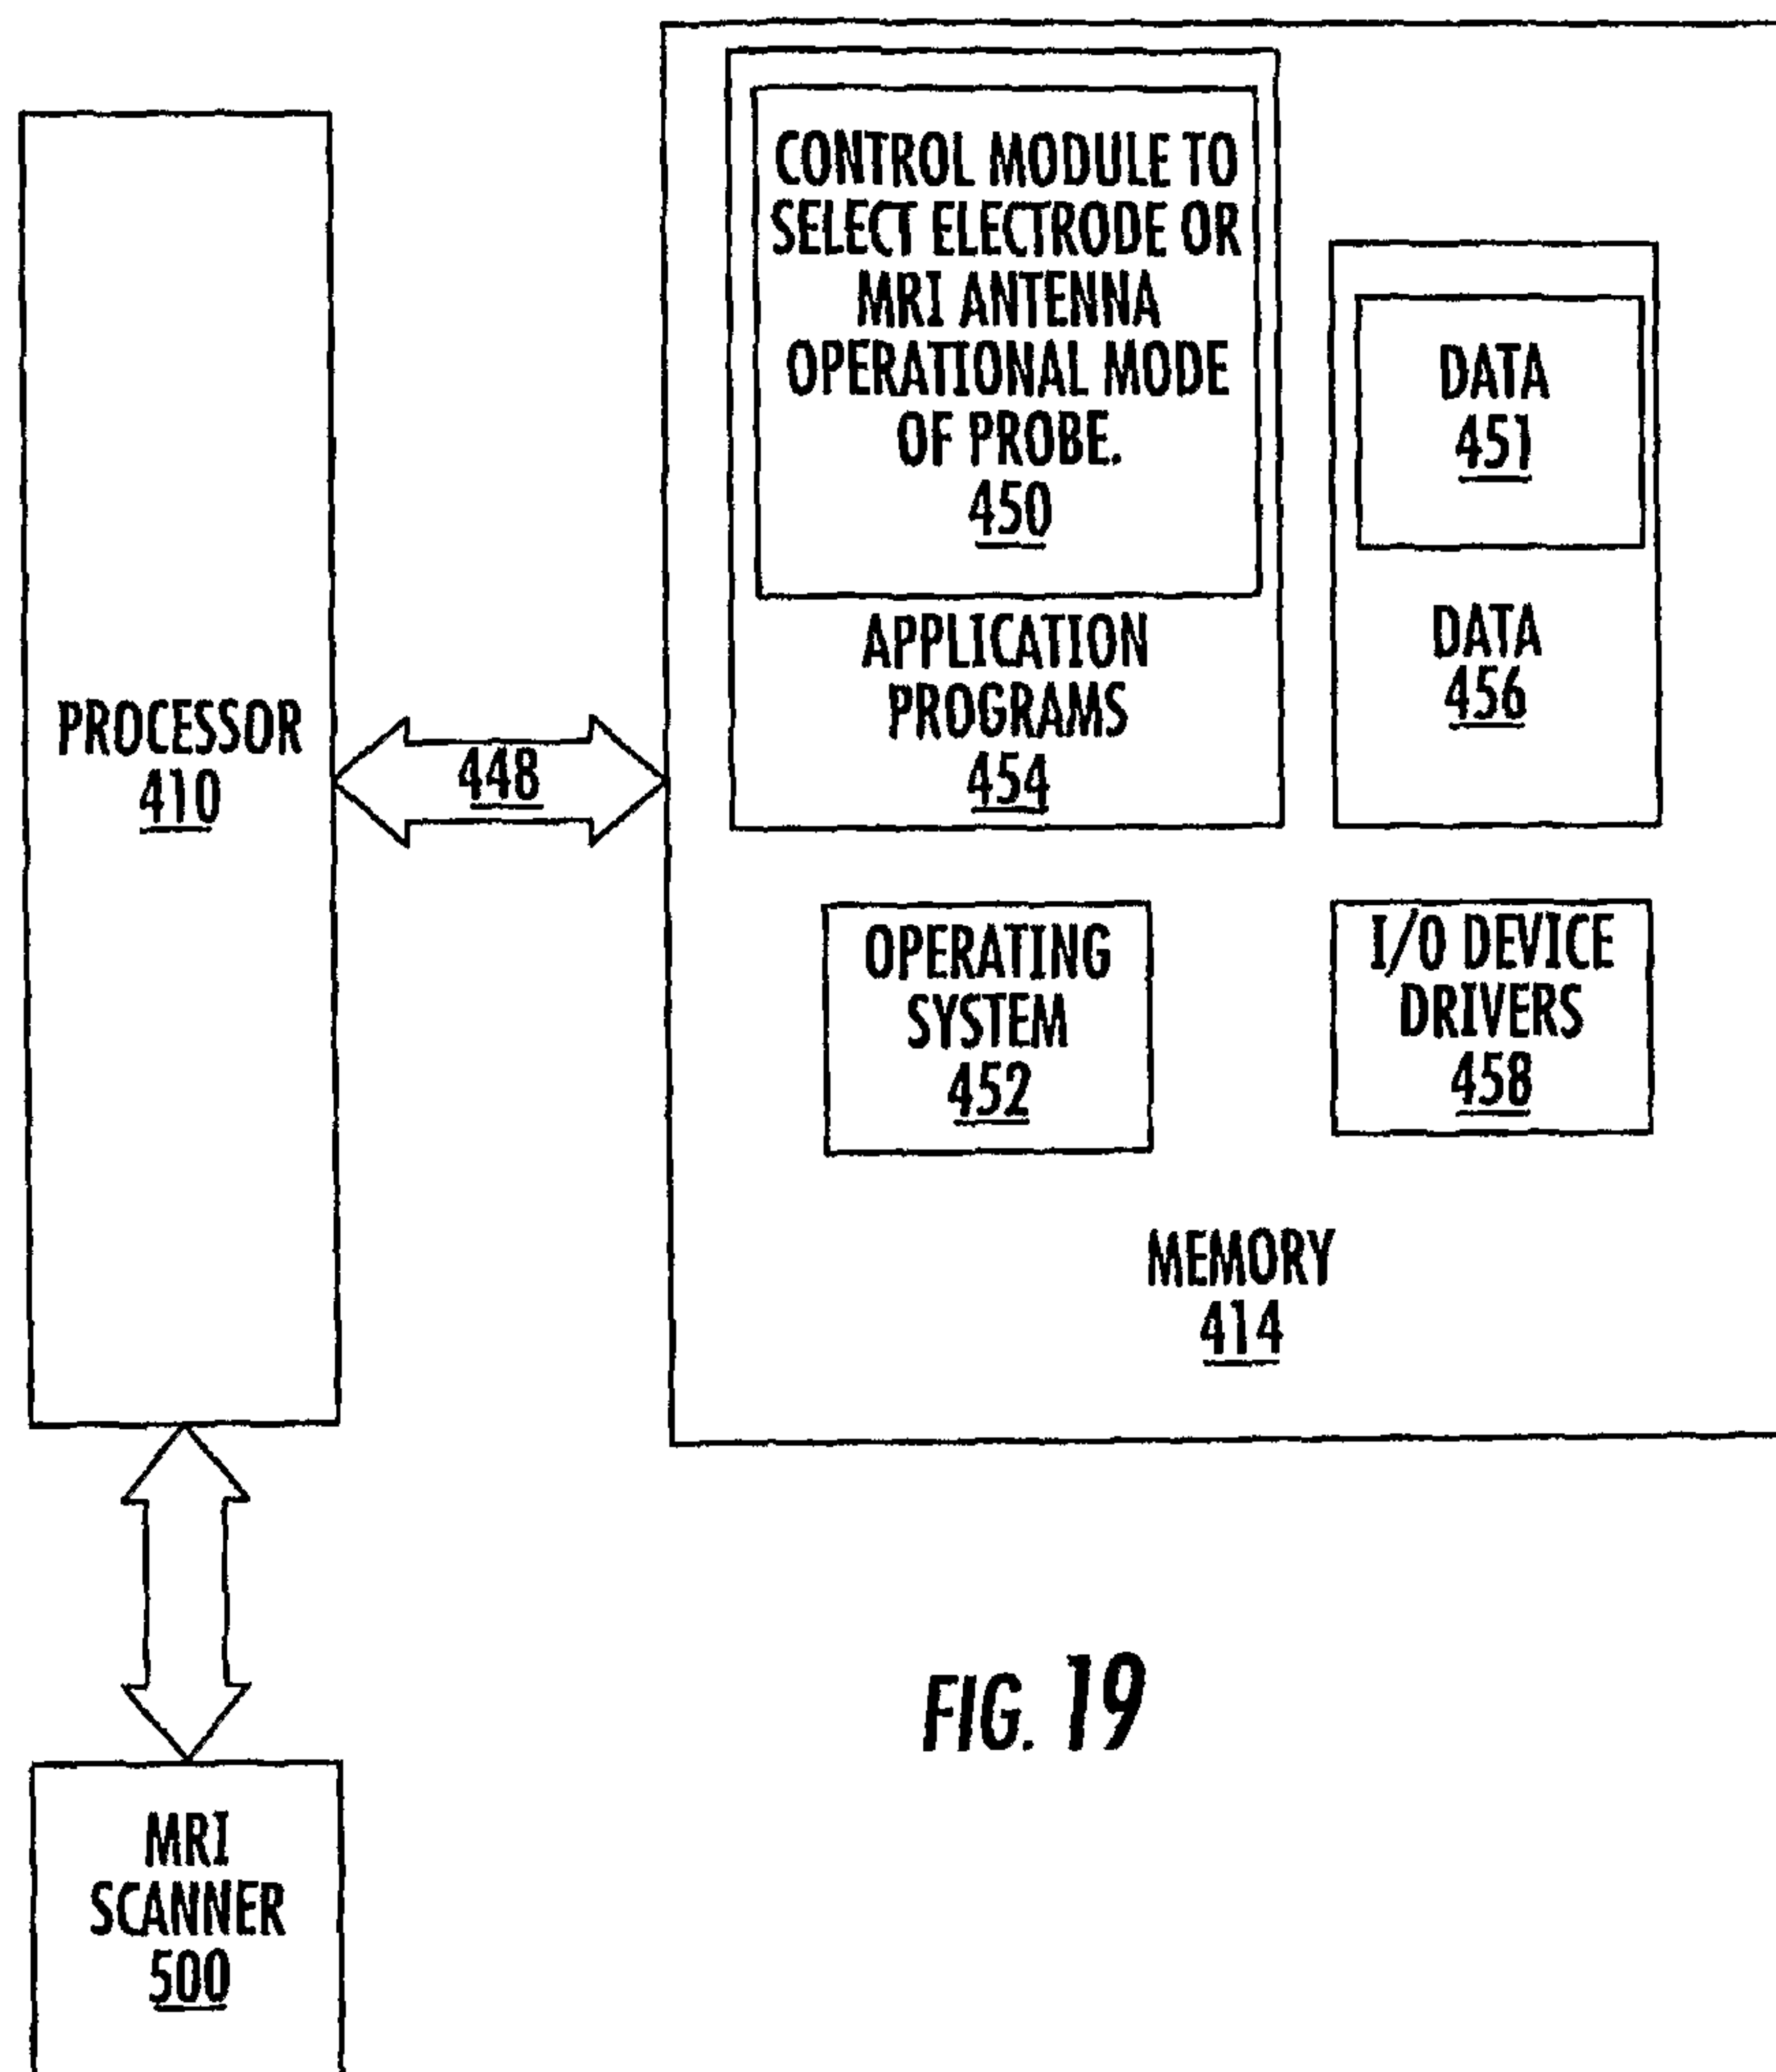 CONTROL MODULE TO
SELECT ELECTRODE OR
MRI ANTENNA
OPERATIONAL MODE
OF PROBE.
450
APPLICATION
PROGRAMS
454
DATA
451
DATA
456
PROCESSOR
410
448
OPERATING
SYSTEM
452
I/O DEVICE
DRIVERS
458
MEMORY
414
FIG. 19
MRI
SCANNER
500